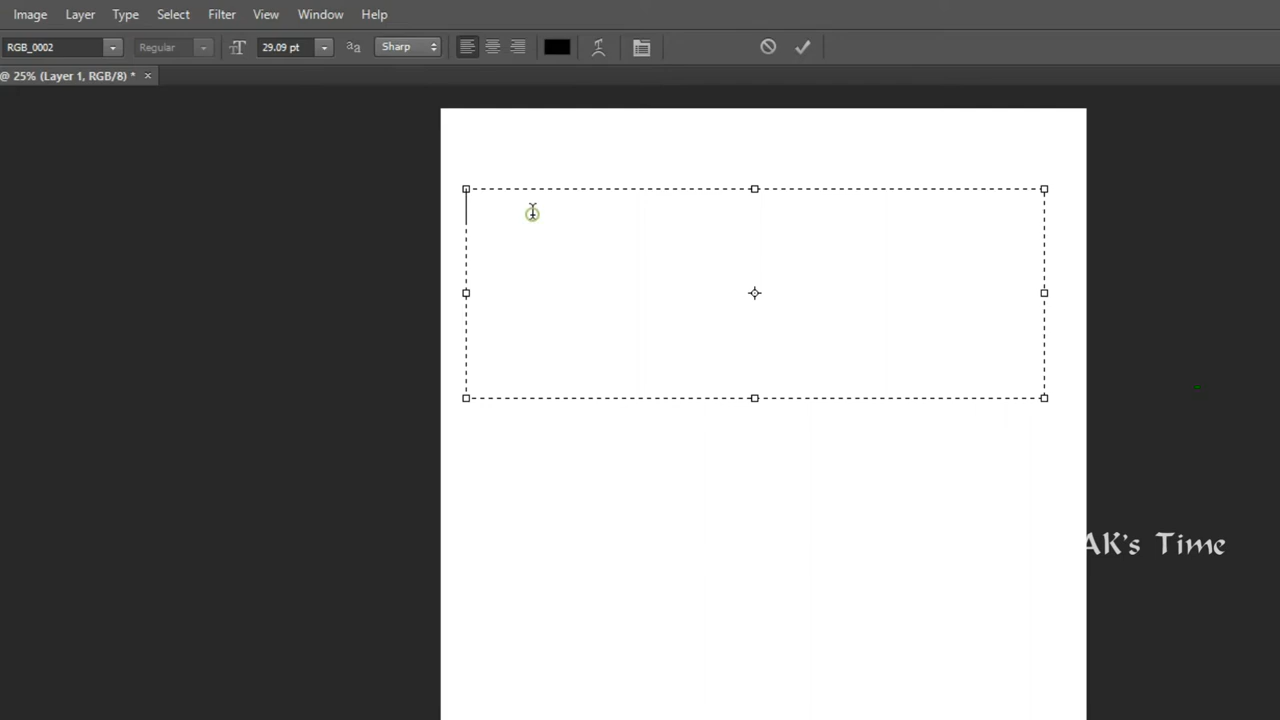 Image Layer Type Select Filter View Window Help
RGB_0002 Regular 29.09 pt Sharp
@ 25% (Layer 1, RGB/8) * ×
AK's Time